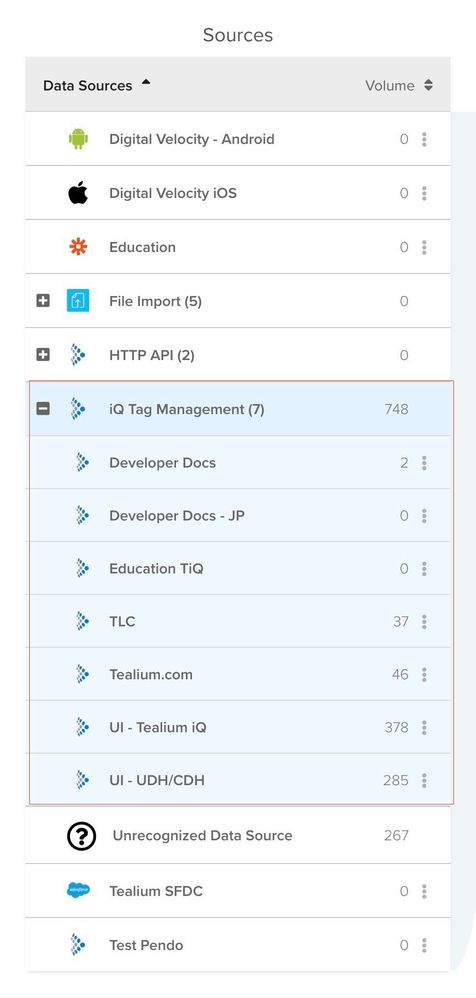 Sources
Data Sources Volume
Digital Velocity - Android 0
Digital Velocity iOS 0
Education 0
File Import (5) 0
HTTP API (2) 0
iQ Tag Management (7) 748
Developer Docs 2
Developer Docs - JP 0
Education TiQ 0
TLC 37
Tealium.com 46
UI - Tealium iQ 378
UI - UDH/CDH 285
? Unrecognized Data Source 267
salesforce Tealium SFDC 0
Test Pendo 0